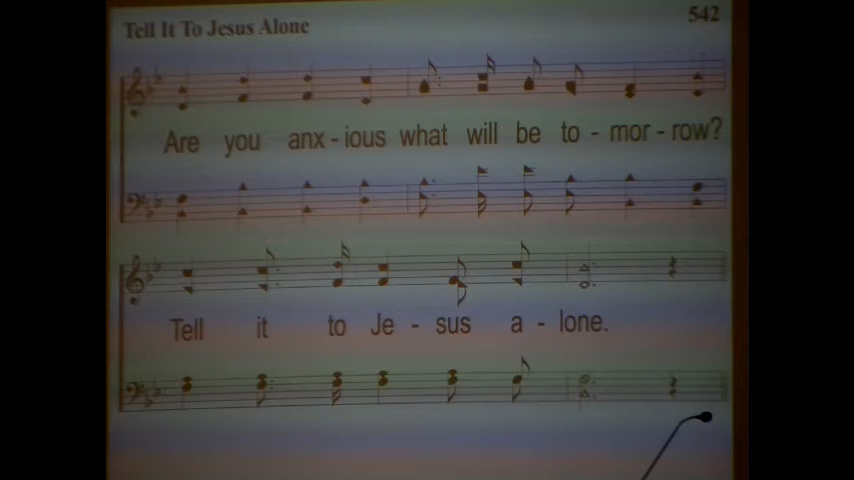 Tell It To Jesus Alone 542
Are you anx - ious what will be to - mor - row?
Tell it to Je - sus a - lone.